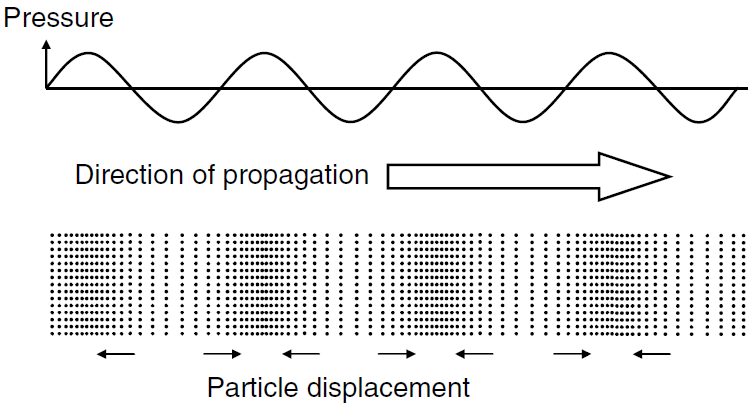 Pressure
Direction of propagation
Particle displacement